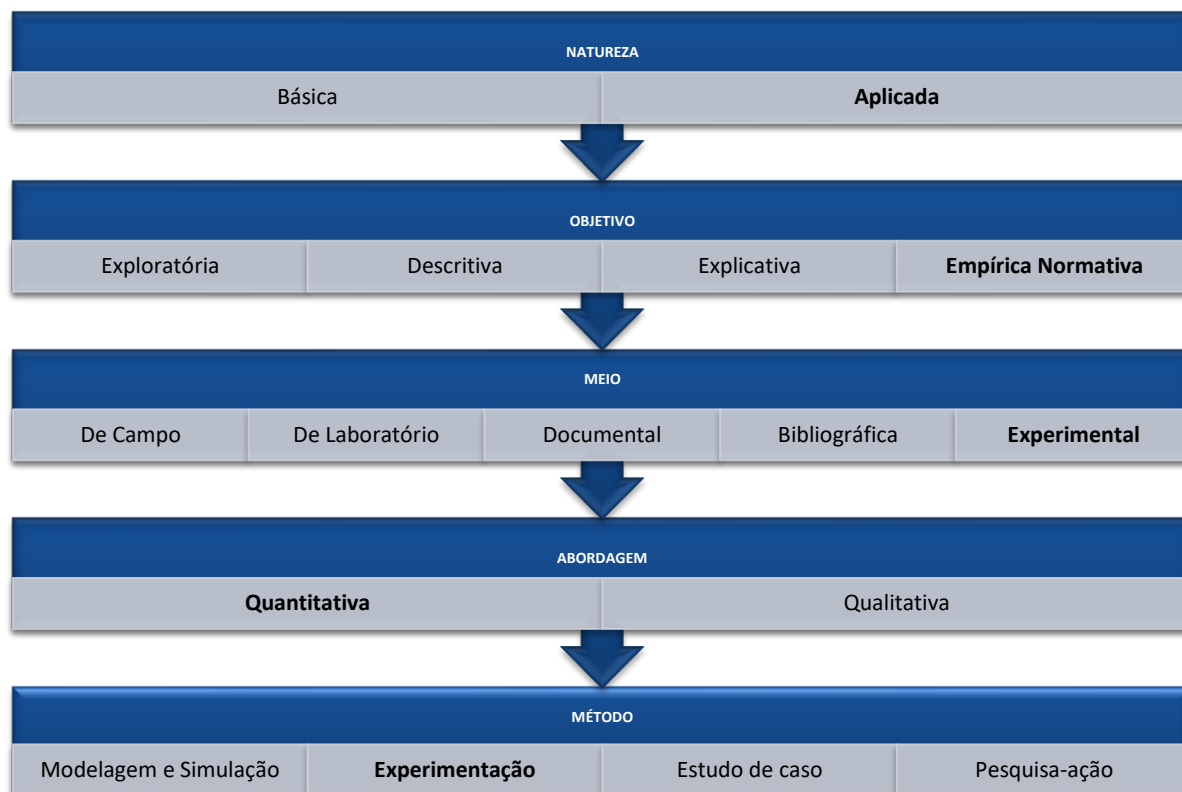 NATUREZA
Básica Aplicada
OBJETIVO
Exploratória Descritiva Explicativa Empírica Normativa
MEIO
De Campo De Laboratório Documental Bibliográfica Experimental
ABORDAGEM
Quantitativa Qualitativa
MÉTODO
Modelagem e Simulação Experimentação Estudo de caso Pesquisa-ação